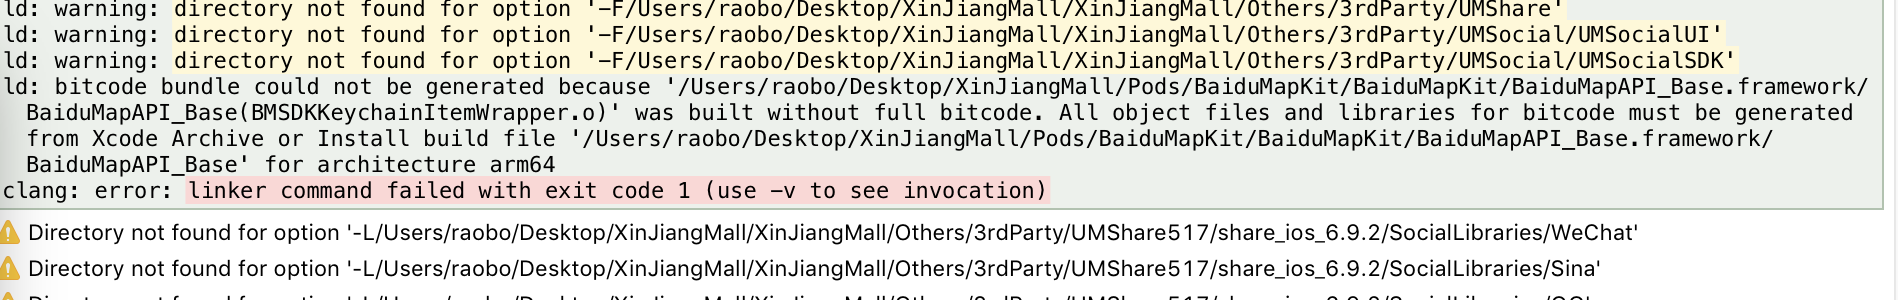 ld: warning: directory not found for option '-F/Users/raobo/Desktop/XinJiangMall/XinJiangMall/Others/3rdParty/UMShare'
ld: warning: directory not found for option '-F/Users/raobo/Desktop/XinJiangMall/XinJiangMall/Others/3rdParty/UMSocial/UMSocialUI'
ld: warning: directory not found for option '-F/Users/raobo/Desktop/XinJiangMall/XinJiangMall/Others/3rdParty/UMSocial/UMSocialSDK'
ld: bitcode bundle could not be generated because '/Users/raobo/Desktop/XinJiangMall/Pods/BaiduMapKit/BaiduMapKit/BaiduMapAPI_Base.framework/
BaiduMapAPI_Base(BMSDKKeychainItemWrapper.o)' was built without full bitcode. All object files and libraries for bitcode must be generated
from Xcode Archive or Install build file '/Users/raobo/Desktop/XinJiangMall/Pods/BaiduMapKit/BaiduMapKit/BaiduMapAPI_Base.framework/
BaiduMapAPI_Base' for architecture arm64
clang: error: linker command failed with exit code 1 (use -v to see invocation)
Directory not found for option '-L/Users/raobo/Desktop/XinJiangMall/XinJiangMall/Others/3rdParty/UMShare517/share_ios_6.9.2/SocialLibraries/WeChat'
Directory not found for option '-L/Users/raobo/Desktop/XinJiangMall/XinJiangMall/Others/3rdParty/UMShare517/share_ios_6.9.2/SocialLibraries/Sina'